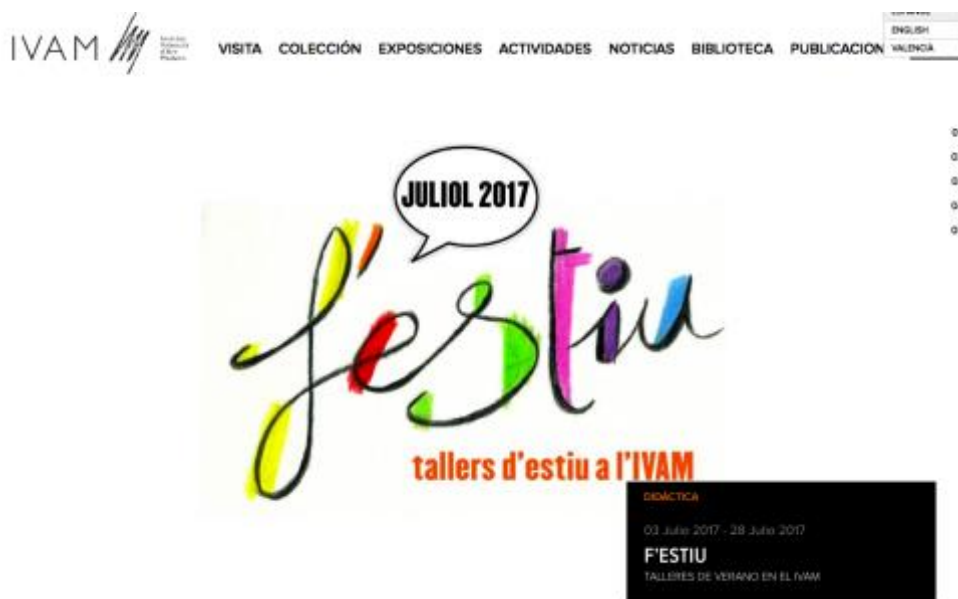 IVAM
VISITA COLECCIÓN EXPOSICIONES ACTIVIDADES NOTICIAS BIBLIOTECA PUBLICACION
ENGLISH
VALENCIÀ
JULIOL 2017
f'estiu
tallers d'estiu a l'IVAM
DIDÁCTICA
03 Julio 2017 - 28 Julio 2017
F'ESTIU
TALLERES DE VERANO EN EL IVAM